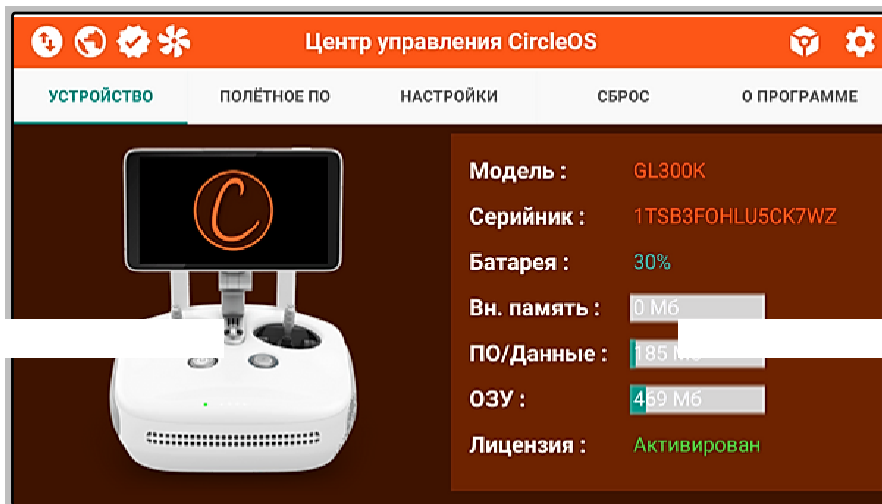 Центр управления CircleOS
УСТРОЙСТВО ПОЛЁТНОЕ ПО НАСТРОЙКИ СБРОС О ПРОГРАММЕ
C
Модель : GL300K
Серийник : 1TSB3FOHLU5CK7WZ
Батарея : 30%
Вн. память : 0 Мб
ПО/Данные : 185
ОЗУ : 469 Мб
Лицензия : Активирован